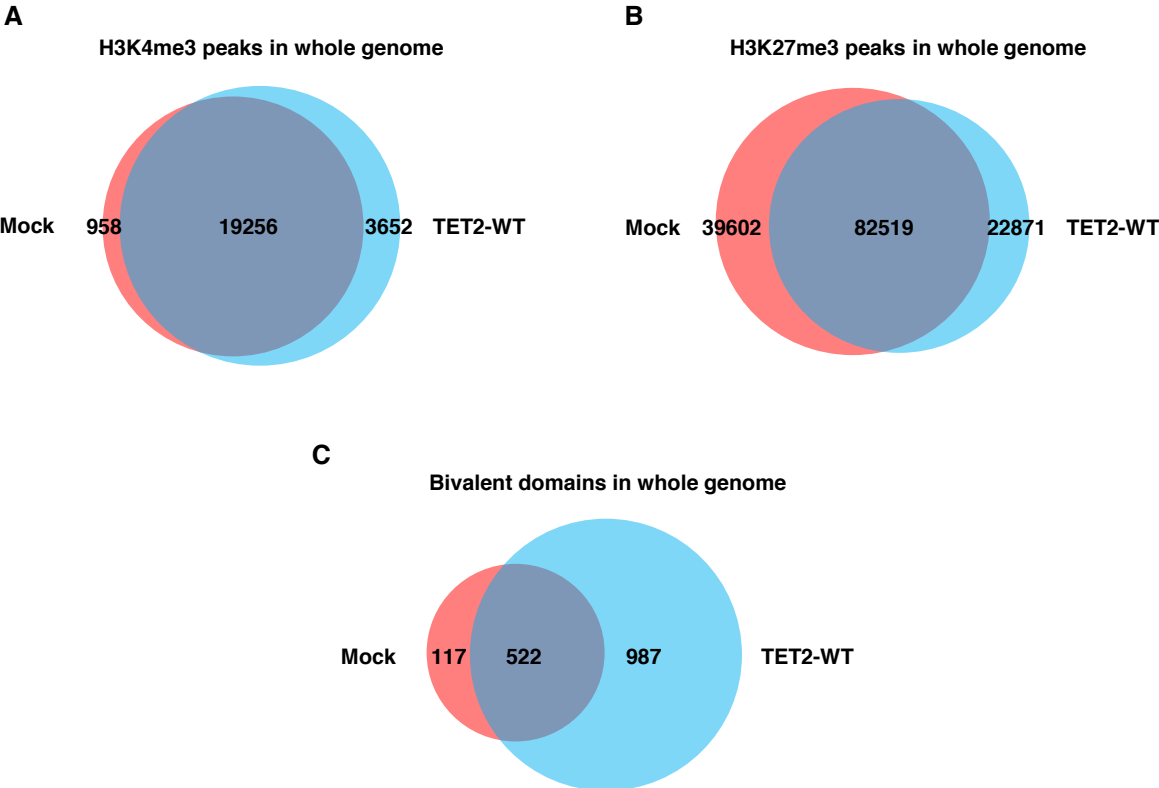 A
H3K4me3 peaks in whole genome
Mock 958 19256 3652 TET2-WT
B
H3K27me3 peaks in whole genome
Mock 39602 82519 22871 TET2-WT
C
Bivalent domains in whole genome
Mock 117 522 987 TET2-WT